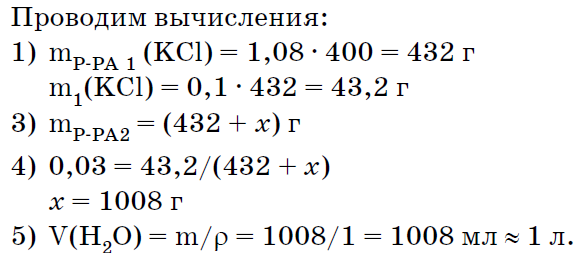 Проводим вычисления:
1) mР-РА 1 (KCl) = 1,08 · 400 = 432 г
m1(KCl) = 0,1 · 432 = 43,2 г
3) mР-РА2 = (432 + x) г
4) 0,03 = 43,2/(432 + x)
x = 1008 г
5) V(H2O) = m/ρ = 1008/1 = 1008 мл ≈ 1 л.